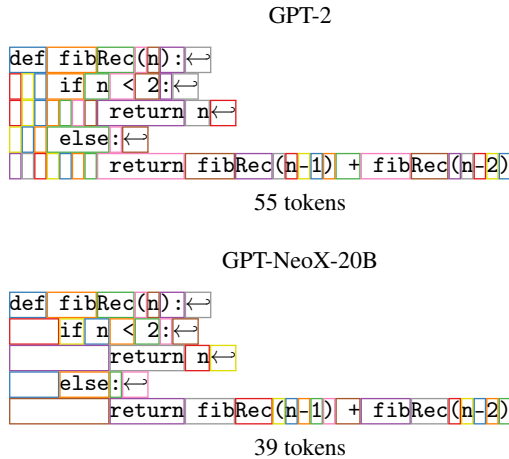 GPT-2
def fibRec(n):↩
    if n < 2:↩
        return n↩
    else:↩
        return fibRec(n-1) + fibRec(n-2)
55 tokens
GPT-NeoX-20B
def fibRec(n):↩
    if n < 2:↩
        return n↩
    else:↩
        return fibRec(n-1) + fibRec(n-2)
39 tokens